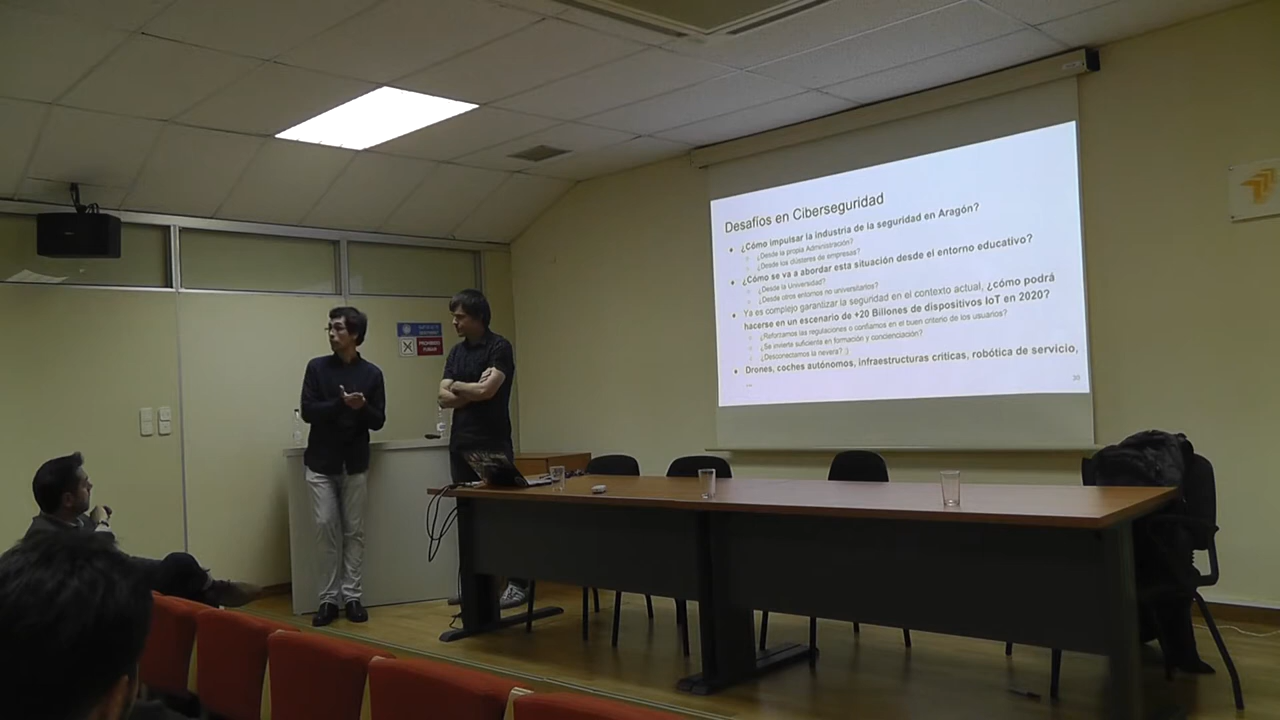 Desafíos en Ciberseguridad
• ¿Cómo impulsar la industria de la seguridad en Aragón?
○ ¿Desde la propia Administración?
○ ¿Desde los clústeres de empresas?
• ¿Cómo se va a abordar esta situación desde el entorno educativo?
○ ¿Desde la Universidad?
○ ¿Desde otros entornos no universitarios?
• Ya es complejo garantizar la seguridad en el contexto actual, ¿cómo podrá
hacerse en un escenario de +20 Billones de dispositivos IoT en 2020?
○ ¿Reforzamos las regulaciones o confiamos en el buen criterio de los usuarios?
○ ¿Se invierte suficiente en formación y concienciación?
○ ¿Desconectamos la nevera? :)
• Drones, coches autónomos, infraestructuras críticas, robótica de servicio,
...
PROHIBIDO
FUMAR